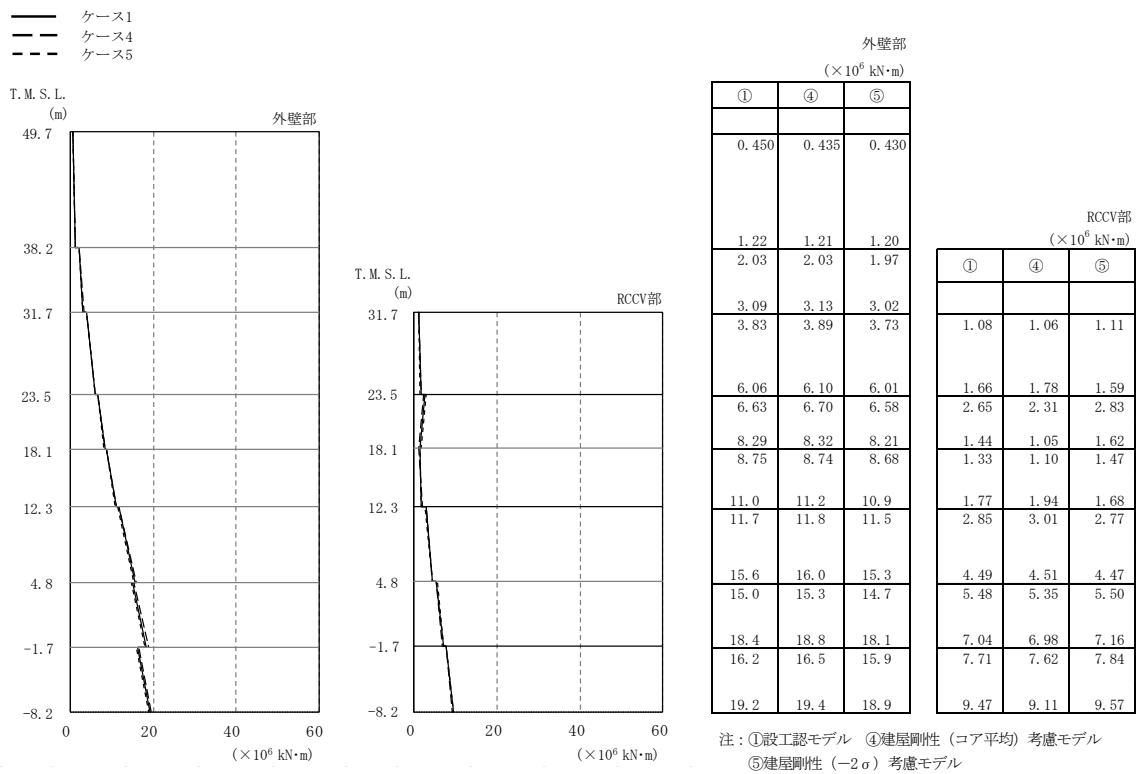 ケース1
ケース4
ケース5
T.M.S.L.
(m)
外壁部
49.7
38.2
31.7
23.5
18.1
12.3
4.8
-1.7
-8.2
0 20 40 60
(×10⁶ kN・m)
T.M.S.L.
(m)
RCCV部
31.7
23.5
18.1
12.3
4.8
-1.7
-8.2
0 20 40 60
(×10⁶ kN・m)
外壁部
(×10⁶ kN・m)
① ④ ⑤
0.450 0.435 0.430
1.22 1.21 1.20
2.03 2.03 1.97
3.09 3.13 3.02
3.83 3.89 3.73
6.06 6.10 6.01
6.63 6.70 6.58
8.29 8.32 8.21
8.75 8.74 8.68
11.0 11.2 10.9
11.7 11.8 11.5
15.6 16.0 15.3
15.0 15.3 14.7
18.4 18.8 18.1
16.2 16.5 15.9
19.2 19.4 18.9
RCCV部
(×10⁶ kN・m)
① ④ ⑤
1.08 1.06 1.11
1.66 1.78 1.59
2.65 2.31 2.83
1.44 1.05 1.62
1.33 1.10 1.47
1.77 1.94 1.68
2.85 3.01 2.77
4.49 4.51 4.47
5.48 5.35 5.50
7.04 6.98 7.16
7.71 7.62 7.84
9.47 9.11 9.57
注：①設工認モデル ④建屋剛性（コア平均）考慮モデル
⑤建屋剛性（－2σ）考慮モデル